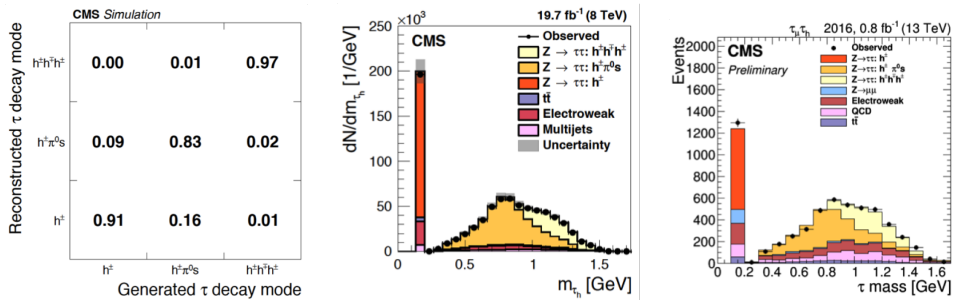 CMS Simulation
Reconstructed τ decay mode
h±h∓h±
0.00 0.01 0.97
h±π⁰s
0.09 0.83 0.02
h±
0.91 0.16 0.01
h± h±π⁰s h±h∓h±
Generated τ decay mode
×10³
19.7 fb⁻¹ (8 TeV)
CMS
Observed
Z → ττ: h±h∓h±
Z → ττ: h±π⁰s
Z → ττ: h±
tt̄
Electroweak
Multijets
Uncertainty
dN/dm_τh [1/GeV]
250
200
150
100
50
0
0 0.5 1 1.5
m_τh [GeV]
τμτh
2016, 0.8 fb⁻¹ (13 TeV)
CMS
Preliminary
Observed
Z→ττ: h±
Z→ττ: h± π⁰s
Z→ττ: h±h∓h±
Z→μμ
Electroweak
QCD
tt̄
Events
2000
1800
1600
1400
1200
1000
800
600
400
200
0
0 0.2 0.4 0.6 0.8 1.0 1.2 1.4 1.6
τ mass [GeV]